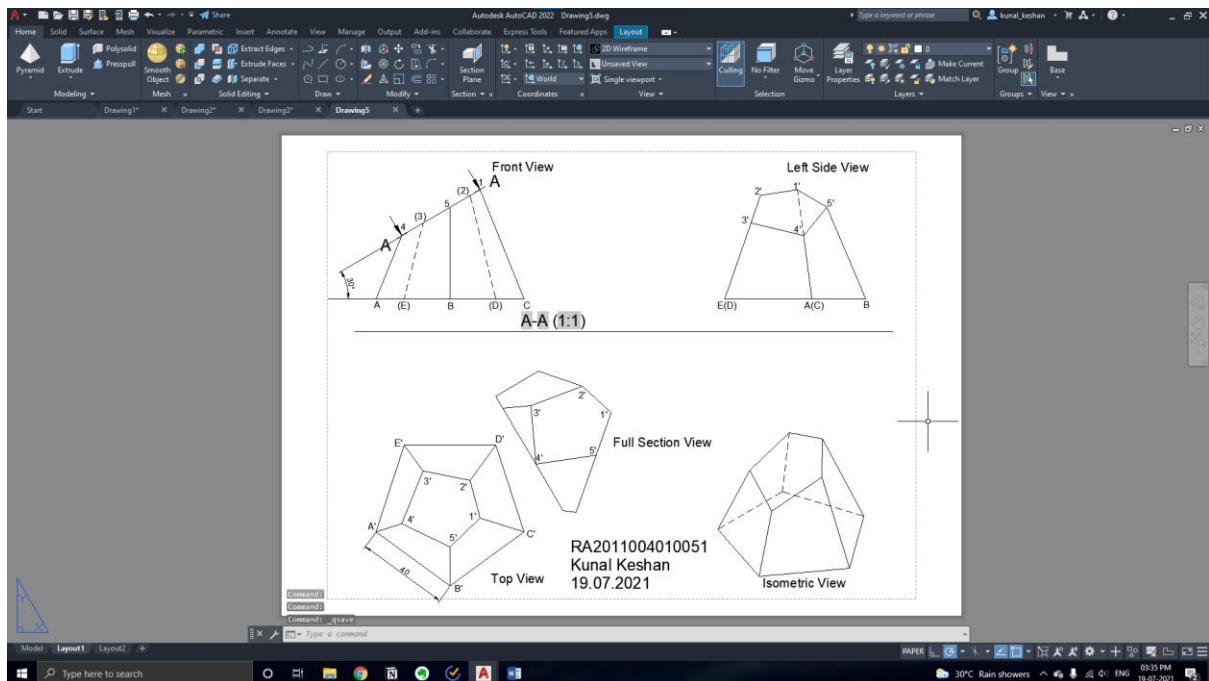 Share
Autodesk AutoCAD 2022 Drawing5.dwg
Type a keyword or phrase
kunal_keshan
Home Solid Surface Mesh Visualize Parametric Insert Annotate View Manage Output Add-ins Collaborate Express Tools Featured Apps Layout
Polysolid
Presspull
Extract Edges
Extrude Faces
Separate
2D Wireframe
Unsaved View
World
Single viewport
0
Make Current
Match Layer
Pyramid
Extrude
Smooth Object
Section Plane
Culling
No Filter
Move Gizmo
Layer Properties
Group
Base
Modeling Mesh Solid Editing Draw Modify Section Coordinates View Selection Layers Groups View
Start Drawing1* Drawing2* Drawing3* Drawing5
Front View
Left Side View
1 A
(2)
5
(3)
4
A
30°
A (E) B (D) C
1'
2'
5'
3'
4'
E(D) A(C) B
A-A (1:1)
2'
3'
1'
5'
4'
Full Section View
E' D'
3'
2'
4'
1'
A'
5'
C'
40
B'
Top View
RA2011004010051
Kunal Keshan
19.07.2021
Isometric View
Command:
Command:
Command: _qsave
Type a command
Y
X
Model Layout1 Layout2
PAPER
Type here to search
30°C Rain showers
ENG
03:35 PM
19-07-2021